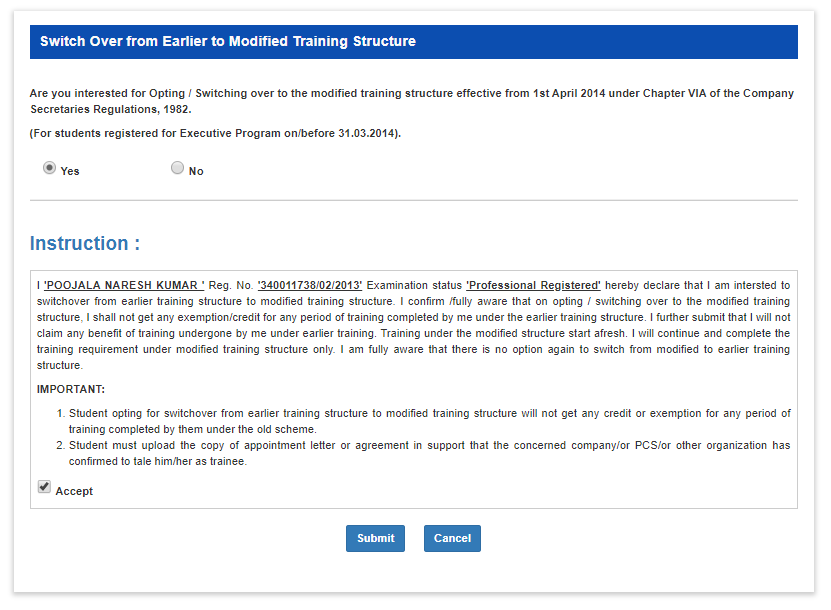 Switch Over from Earlier to Modified Training Structure
Are you interested for Opting / Switching over to the modified training structure effective from 1st April 2014 under Chapter VIA of the Company
Secretaries Regulations, 1982.
(For students registered for Executive Program on/before 31.03.2014).
Yes No
Instruction :
I 'POOJALA NARESH KUMAR ' Reg. No. '340011738/02/2013' Examination status 'Professional Registered' hereby declare that I am intersted to
switchover from earlier training structure to modified training structure. I confirm /fully aware that on opting / switching over to the modified training
structure, I shall not get any exemption/credit for any period of training completed by me under the earlier training structure. I further submit that I will not
claim any benefit of training undergone by me under earlier training. Training under the modified structure start afresh. I will continue and complete the
training requirement under modified training structure only. I am fully aware that there is no option again to switch from modified to earlier training
structure.
IMPORTANT:
1. Student opting for switchover from earlier training structure to modified training structure will not get any credit or exemption for any period of
training completed by them under the old scheme.
2. Student must upload the copy of appointment letter or agreement in support that the concerned company/or PCS/or other organization has
confirmed to tale him/her as trainee.
Accept
Submit Cancel